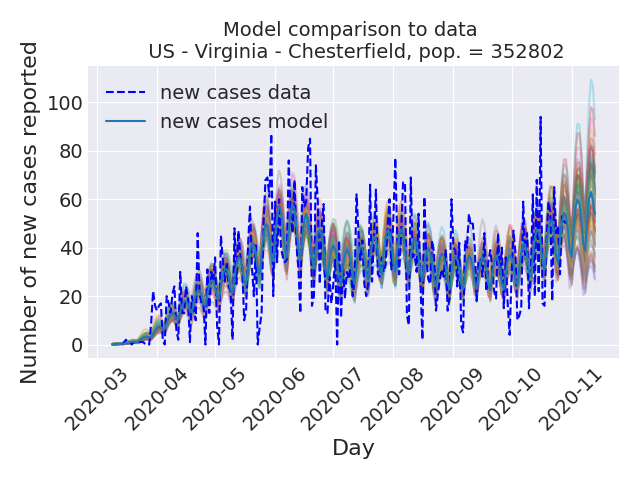 Model comparison to data
US - Virginia - Chesterfield, pop. = 352802
Number of new cases reported
100
80
60
40
20
0
new cases data
new cases model
2020-03
2020-04
2020-05
2020-06
2020-07
2020-08
2020-09
2020-10
2020-11
Day